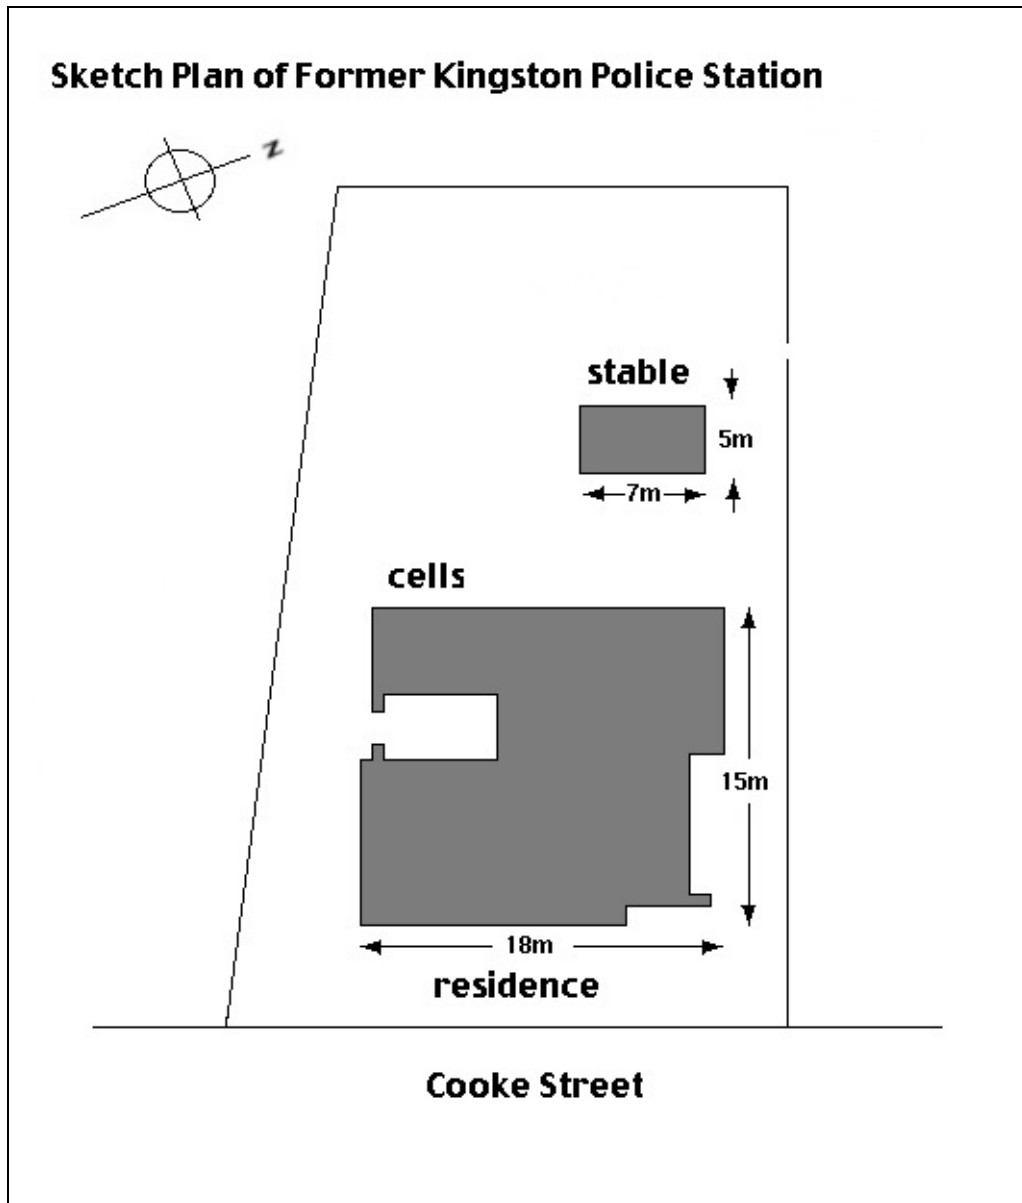 Sketch Plan of Former Kingston Police Station
N
stable
5m
7m
cells
15m
18m
residence
Cooke Street